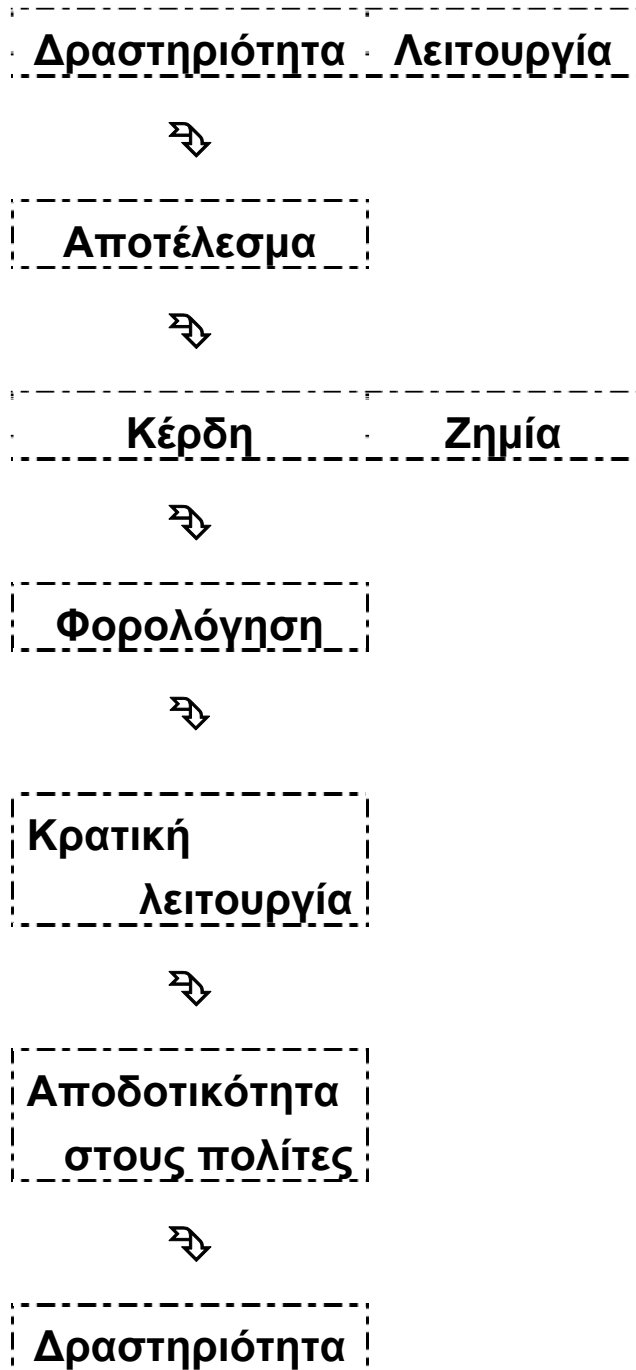 Δραστηριότητα Λειτουργία
Αποτέλεσμα
Κέρδη Ζημία
Φορολόγηση
Κρατική
λειτουργία
Αποδοτικότητα
στους πολίτες
Δραστηριότητα